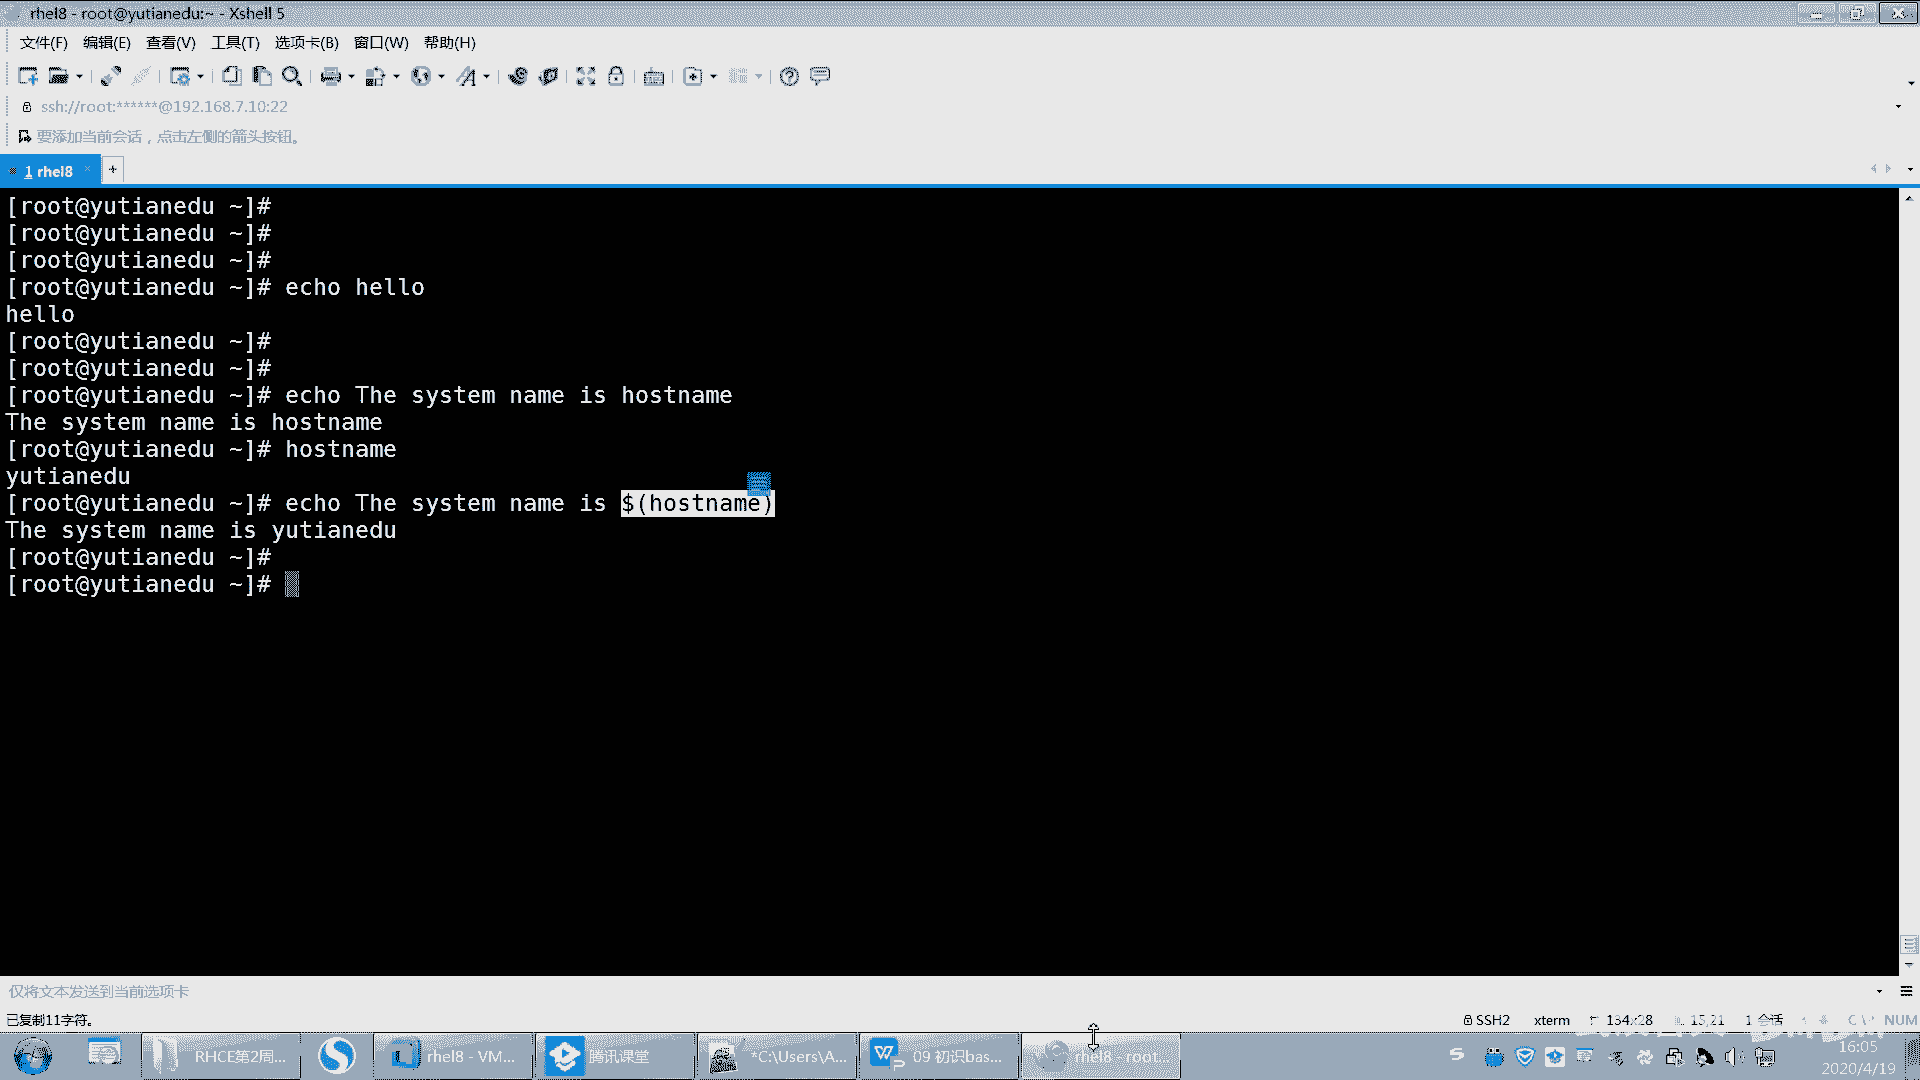 rhel8 - root@yutianedu:~ - Xshell 5
文件(F) 编辑(E) 查看(V) 工具(T) 选项卡(B) 窗口(W) 帮助(H)
ssh://root:******@192.168.7.10:22
要添加当前会话，点击左侧的箭头按钮。
1 rhel8
[root@yutianedu ~]#
[root@yutianedu ~]#
[root@yutianedu ~]#
[root@yutianedu ~]# echo hello
hello
[root@yutianedu ~]#
[root@yutianedu ~]#
[root@yutianedu ~]# echo The system name is hostname
The system name is hostname
[root@yutianedu ~]# hostname
yutianedu
[root@yutianedu ~]# echo The system name is $(hostname)
The system name is yutianedu
[root@yutianedu ~]#
[root@yutianedu ~]#
仅将文本发送到当前选项卡
已复制11字符。 SSH2 xterm 134x28 15,21 1 会话 NUM
RHCE第2周... rhel8 - VM... 腾讯课堂 *C:\Users\A... 09 初识bas... rhel8 - root... 16:05
2020/4/19